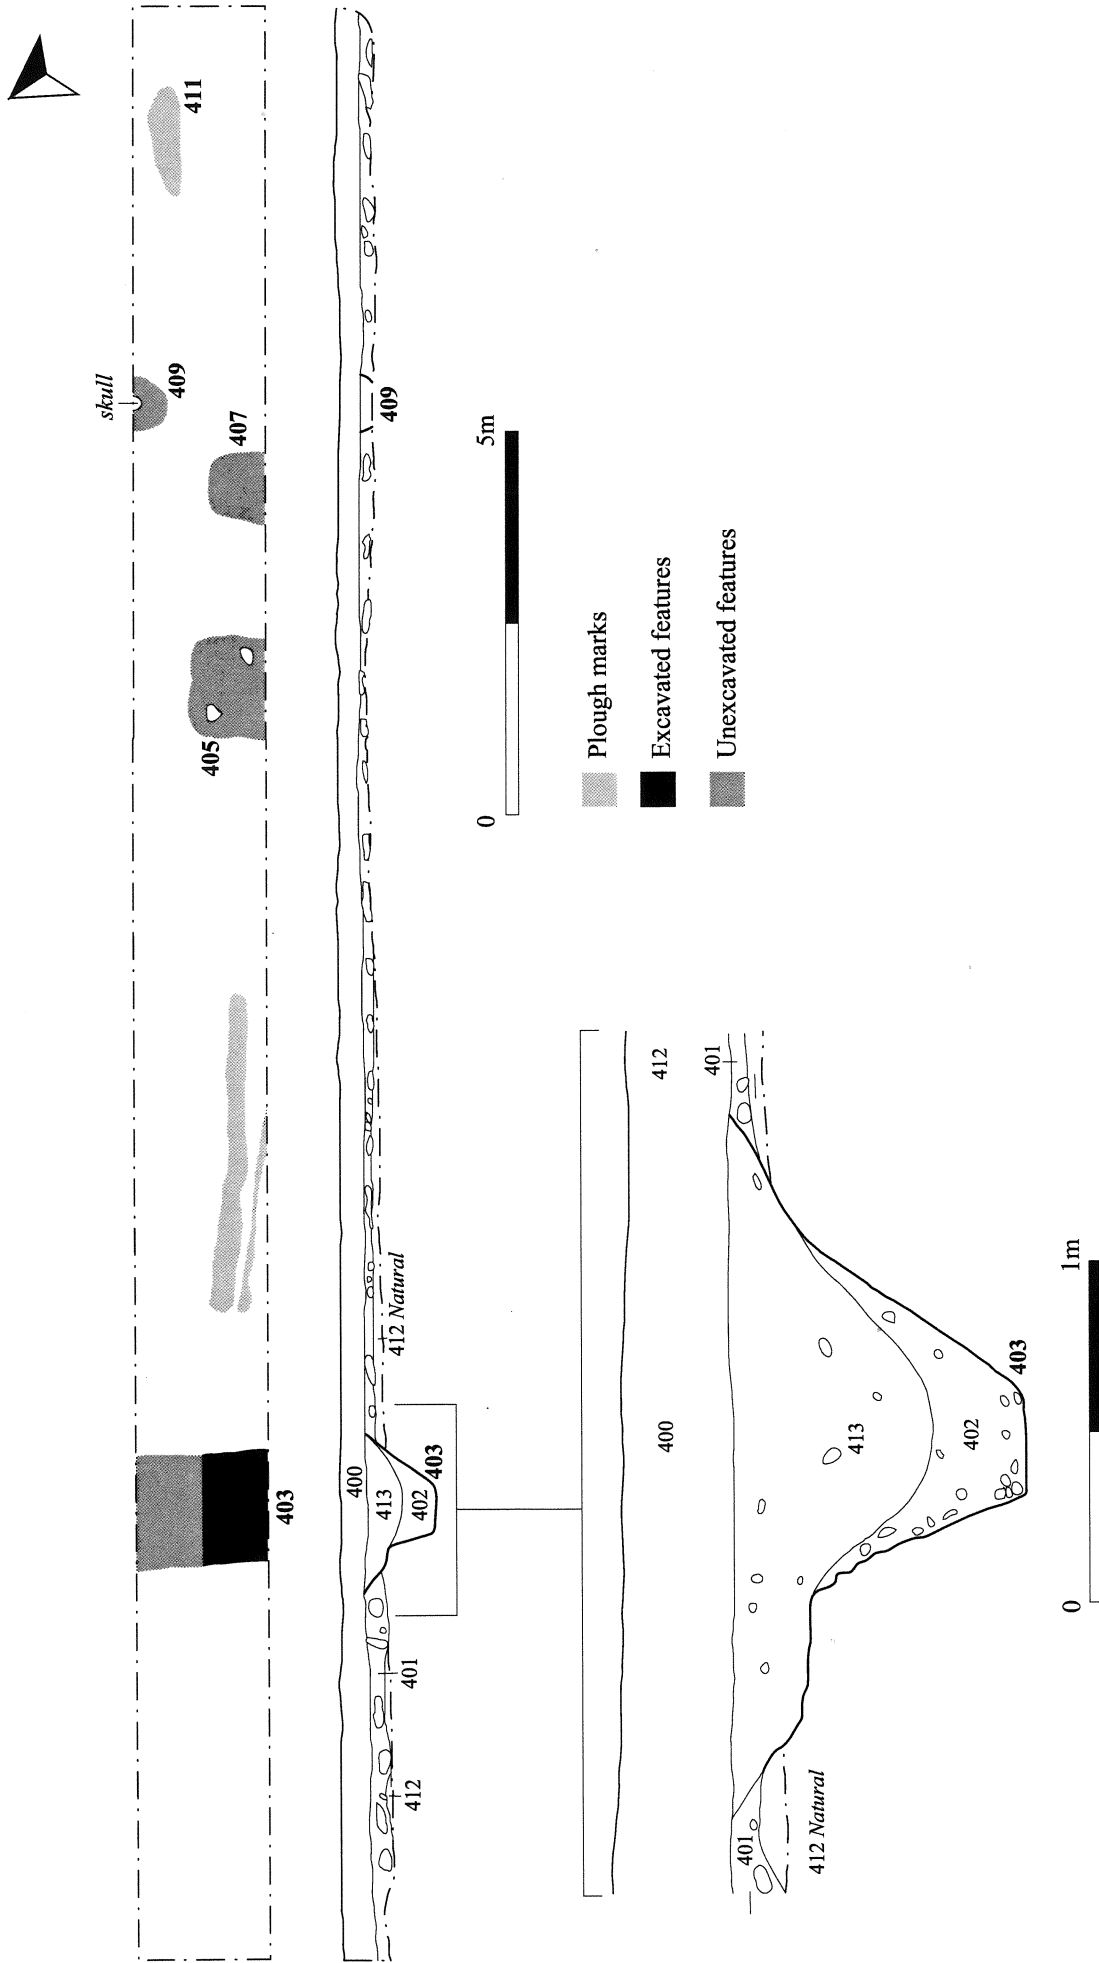 411
skull
409
407
405
403
409
412 Natural
400
413
402
403
401
412
0
5m
Plough marks
Excavated features
Unexcavated features
412
401
400
413
402
403
401
412 Natural
0
1m